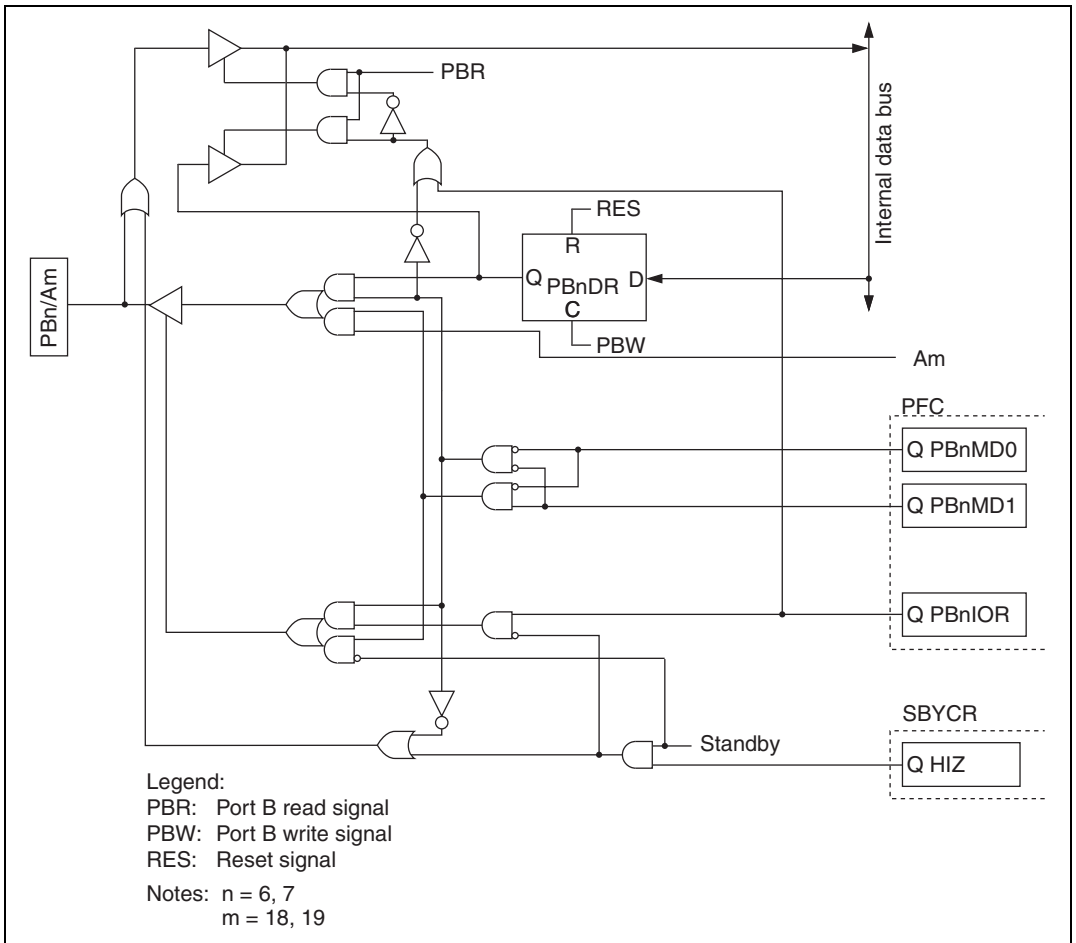 PBR
Internal data bus
RES
R
Q PBnDR D
C
PBW
PBn/Am
Am
PFC
Q PBnMD0
Q PBnMD1
Q PBnIOR
SBYCR
Standby
Q HIZ
Legend:
PBR: Port B read signal
PBW: Port B write signal
RES: Reset signal
Notes: n = 6, 7
m = 18, 19